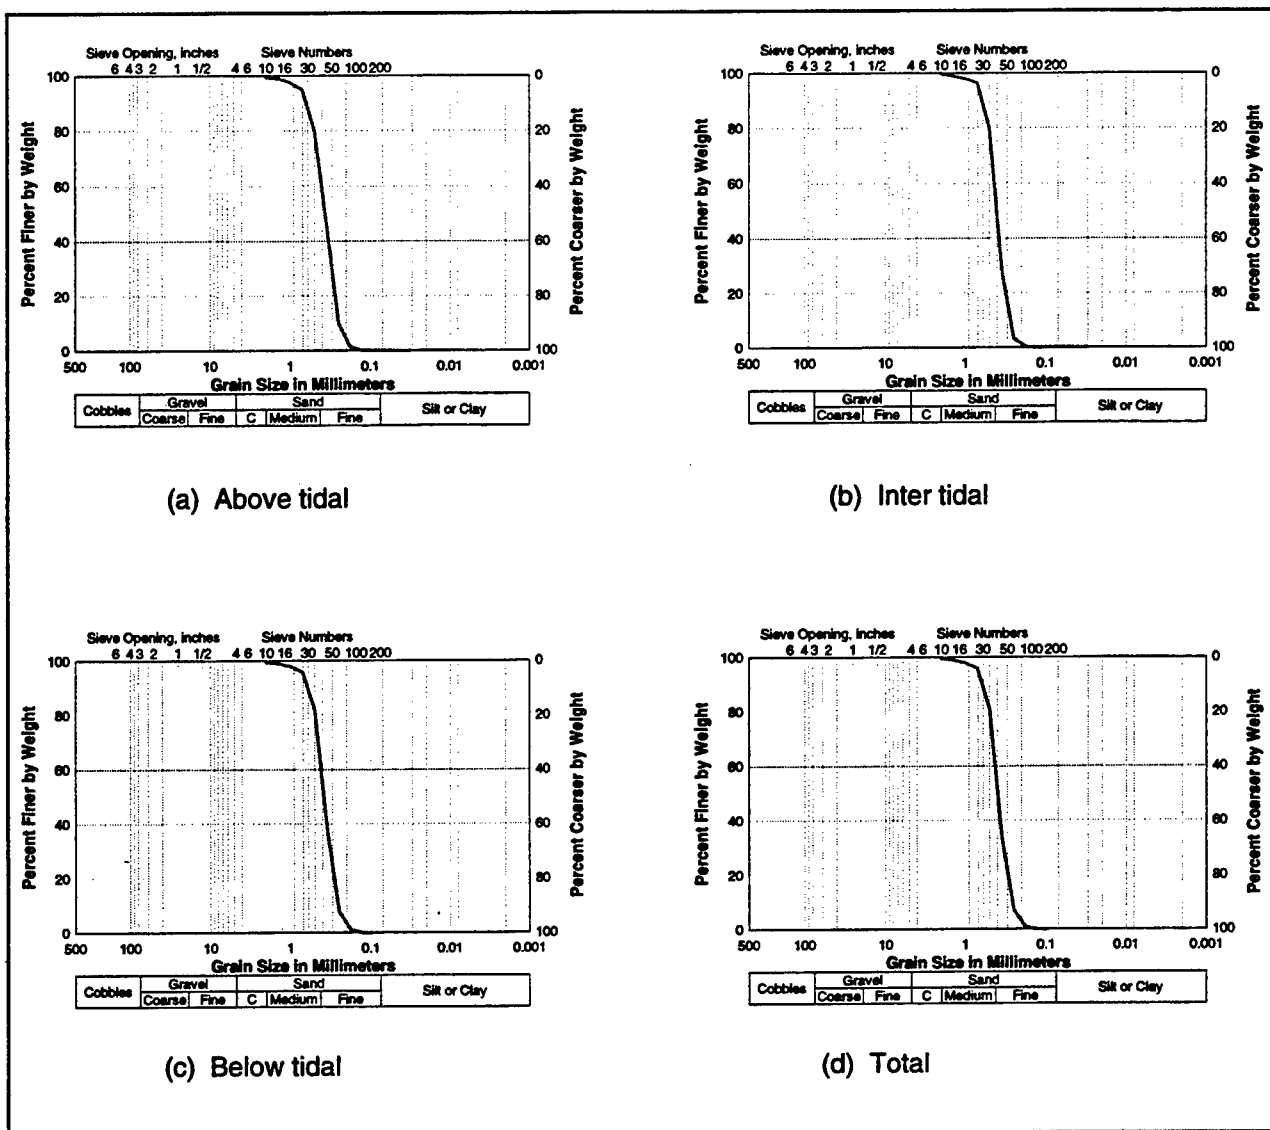 Sieve Opening, Inches Sieve Numbers
6 4 3 2 1 1/2 4 6 10 16 30 50 100 200
Percent Finer by Weight
100
80
60
40
20
0
0
20
40
60
80
100
Percent Coarser by Weight
500 100 10 1 0.1 0.01 0.001
Grain Size in Millimeters
Cobbles Gravel Sand Silt or Clay
Coarse Fine C Medium Fine
(a) Above tidal
Sieve Opening, Inches Sieve Numbers
6 4 3 2 1 1/2 4 6 10 16 30 50 100 200
Percent Finer by Weight
100
80
60
40
20
0
0
20
40
60
80
100
Percent Coarser by Weight
500 100 10 1 0.1 0.01 0.001
Grain Size in Millimeters
Cobbles Gravel Sand Silt or Clay
Coarse Fine C Medium Fine
(b) Inter tidal
Sieve Opening, Inches Sieve Numbers
6 4 3 2 1 1/2 4 6 10 16 30 50 100 200
Percent Finer by Weight
100
80
60
40
20
0
0
20
40
60
80
100
Percent Coarser by Weight
500 100 10 1 0.1 0.01 0.001
Grain Size in Millimeters
Cobbles Gravel Sand Silt or Clay
Coarse Fine C Medium Fine
(c) Below tidal
Sieve Opening, Inches Sieve Numbers
6 4 3 2 1 1/2 4 6 10 16 30 50 100 200
Percent Finer by Weight
100
80
60
40
20
0
0
20
40
60
80
100
Percent Coarser by Weight
500 100 10 1 0.1 0.01 0.001
Grain Size in Millimeters
Cobbles Gravel Sand Silt or Clay
Coarse Fine C Medium Fine
(d) Total